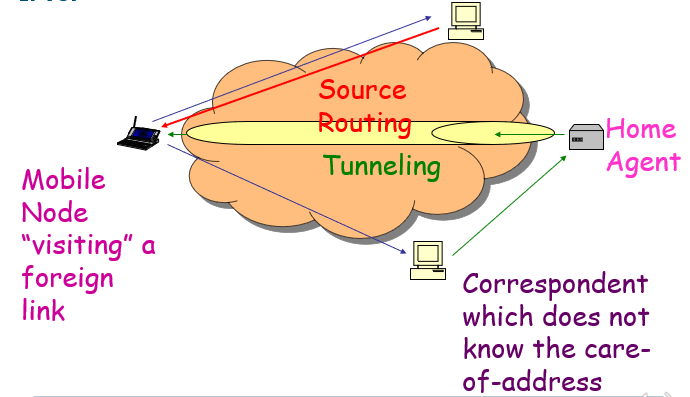 Source
Routing
Home
Agent
Tunneling
Mobile
Node
“visiting” a
foreign
link
Correspondent
which does not
know the care-
of-address